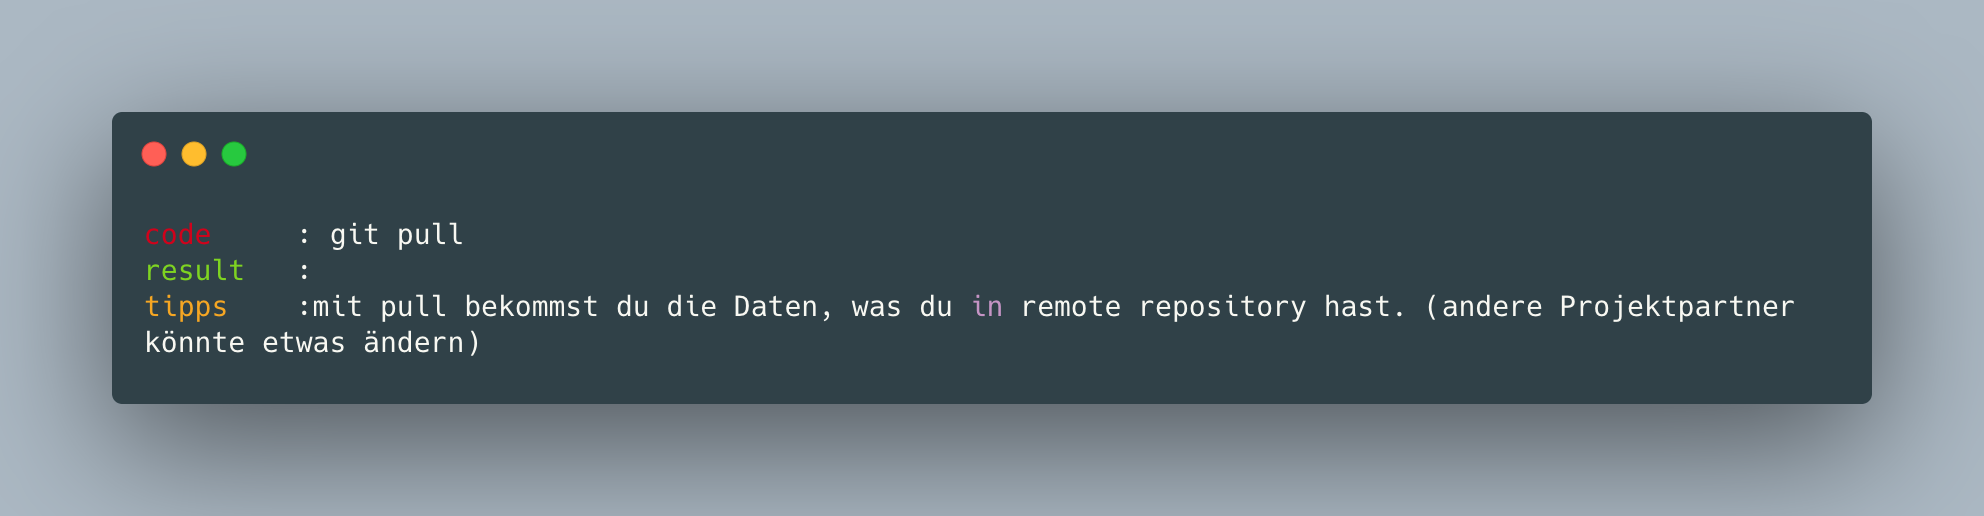 code     : git pull
result   :
tipps    :mit pull bekommst du die Daten, was du in remote repository hast. (andere Projektpartner
könnte etwas ändern)